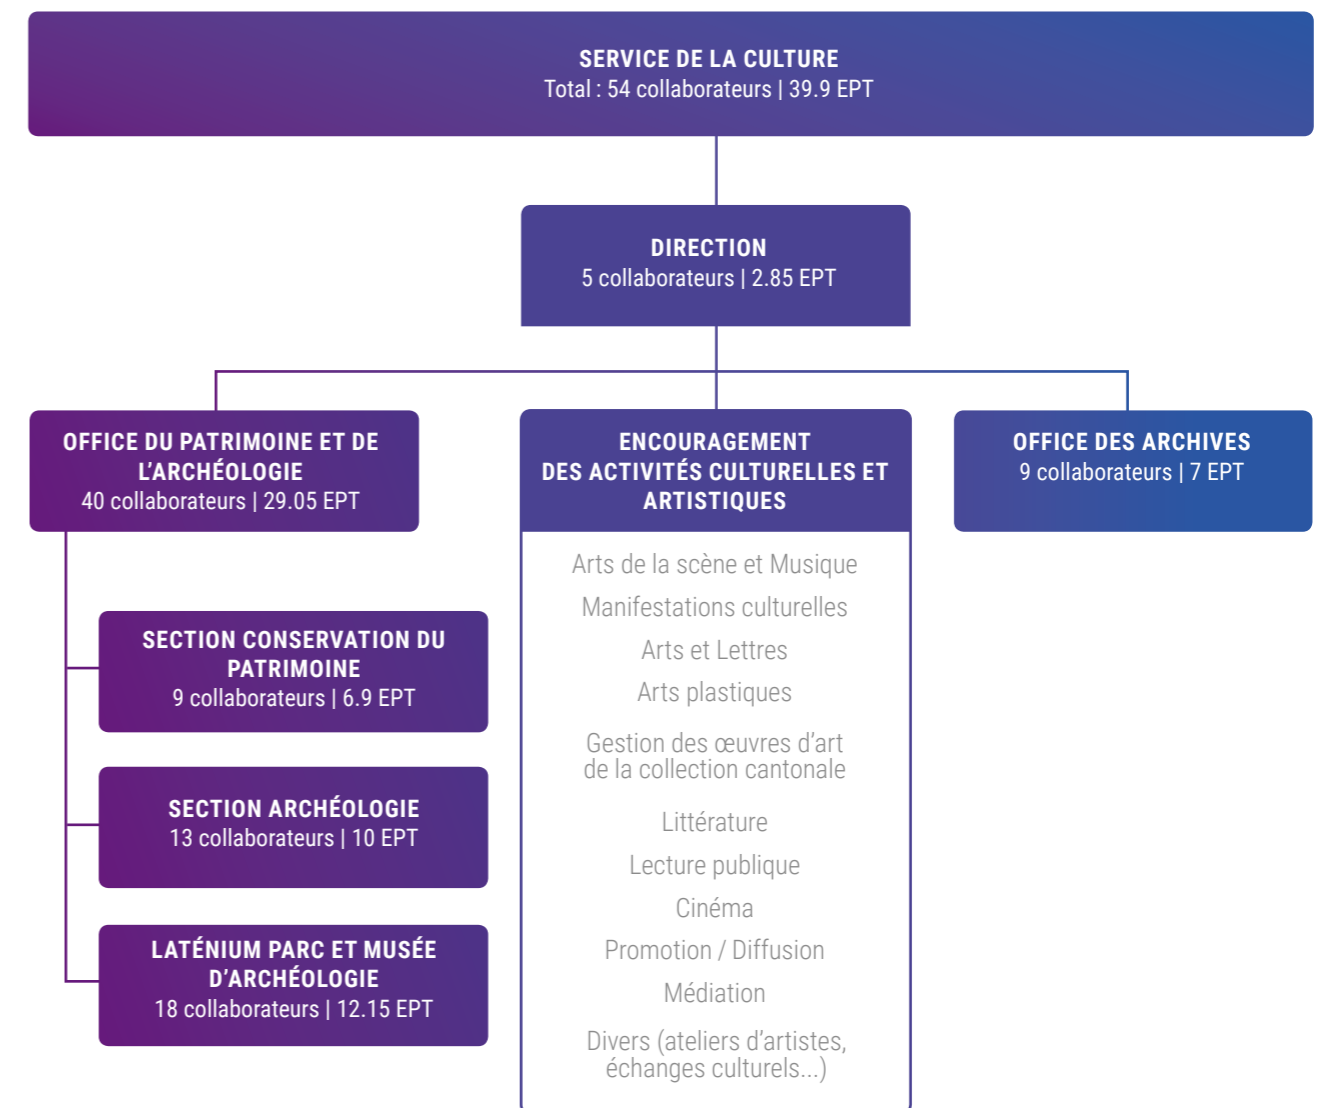 SERVICE DE LA CULTURE
Total : 54 collaborateurs | 39.9 EPT
DIRECTION
5 collaborateurs | 2.85 EPT
OFFICE DU PATRIMOINE ET DE
L’ARCHÉOLOGIE
40 collaborateurs | 29.05 EPT
SECTION CONSERVATION DU
PATRIMOINE
9 collaborateurs | 6.9 EPT
SECTION ARCHÉOLOGIE
13 collaborateurs | 10 EPT
LATÉNIUM PARC ET MUSÉE
D’ARCHÉOLOGIE
18 collaborateurs | 12.15 EPT
ENCOURAGEMENT
DES ACTIVITÉS CULTURELLES ET
ARTISTIQUES
Arts de la scène et Musique
Manifestations culturelles
Arts et Lettres
Arts plastiques
Gestion des œuvres d’art
de la collection cantonale
Littérature
Lecture publique
Cinéma
Promotion / Diffusion
Médiation
Divers (ateliers d’artistes,
échanges culturels...)
OFFICE DES ARCHIVES
9 collaborateurs | 7 EPT